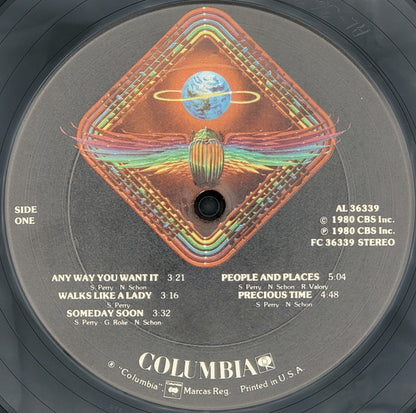 SIDE
ONE
AL 36339
© 1980 CBS Inc.
℗ 1980 CBS Inc.
FC 36339 STEREO
ANY WAY YOU WANT IT 3:21
S. Perry N. Schon
WALKS LIKE A LADY 3:16
S. Perry
SOMEDAY SOON 3:32
S. Perry - G. Rolie - N. Schon
PEOPLE AND PLACES 5:04
S. Perry - N. Schon - R. Valory
PRECIOUS TIME 4:48
S. Perry - N. Schon
COLUMBIA
® "Columbia", Marcas Reg. Printed in U.S.A.